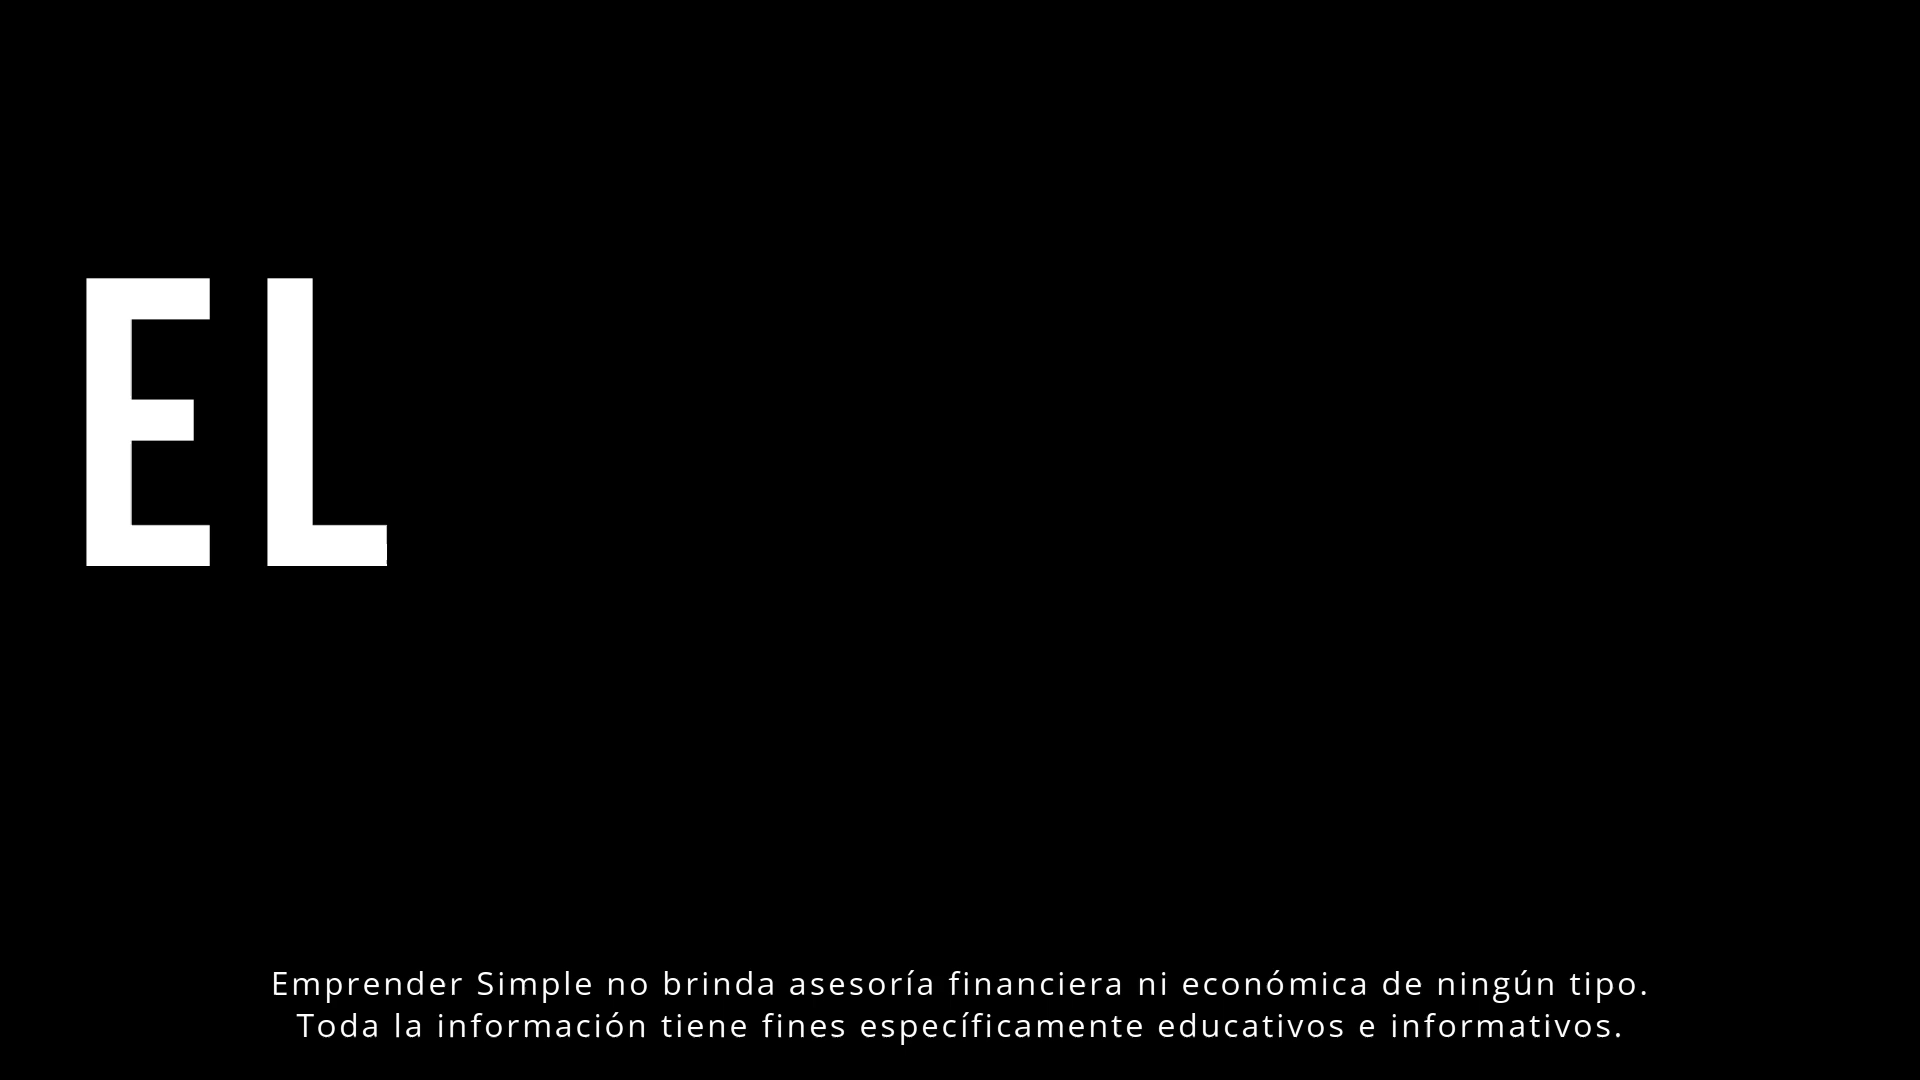 EL
Emprender Simple no brinda asesoría financiera ni económica de ningún tipo.
Toda la información tiene fines específicamente educativos e informativos.